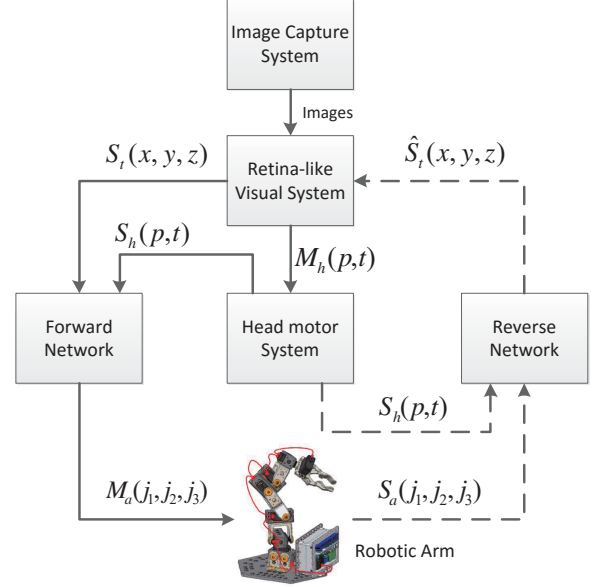 Image Capture
System
Images
S_t(x, y, z)
Ŝ_t(x, y, z)
Retina-like
Visual System
S_h(p,t)
M_h(p,t)
Forward
Network
Head motor
System
Reverse
Network
S_h(p,t)
M_a(j_1, j_2, j_3)
S_a(j_1, j_2, j_3)
Robotic Arm